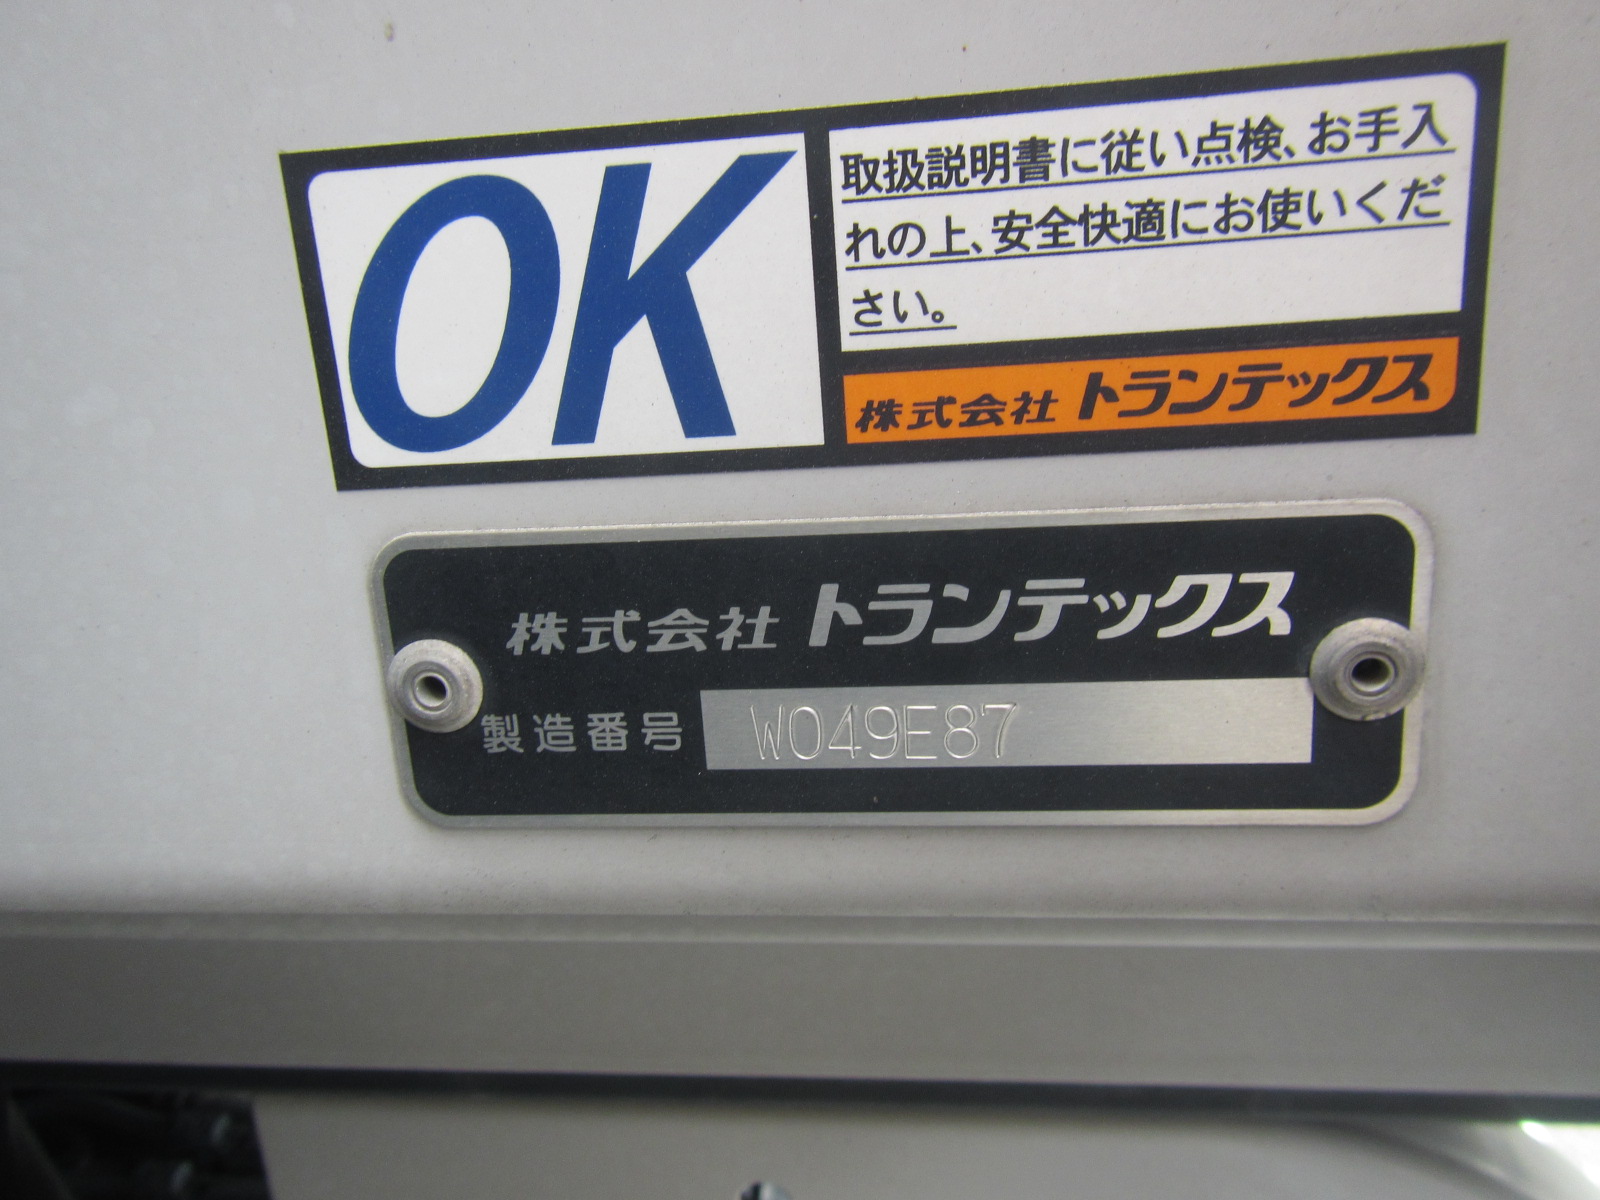 OK
取扱説明書に従い点検、お手入
れの上、安全快適にお使いくだ
さい。
株式会社 トランテックス
株式会社 トランテックス
製造番号 W049E87